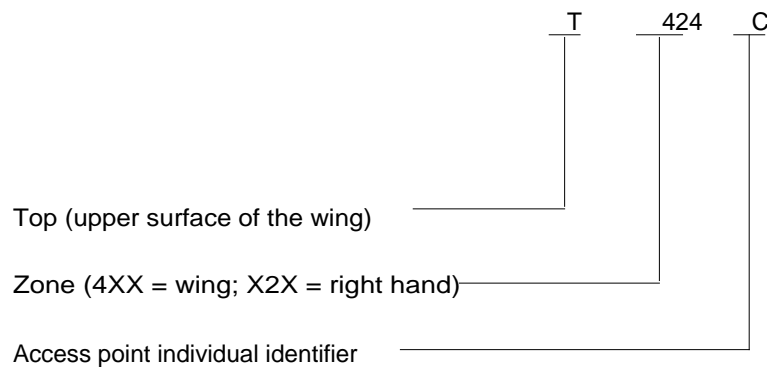 T 424 C
Top (upper surface of the wing)
Zone (4XX = wing; X2X = right hand)
Access point individual identifier